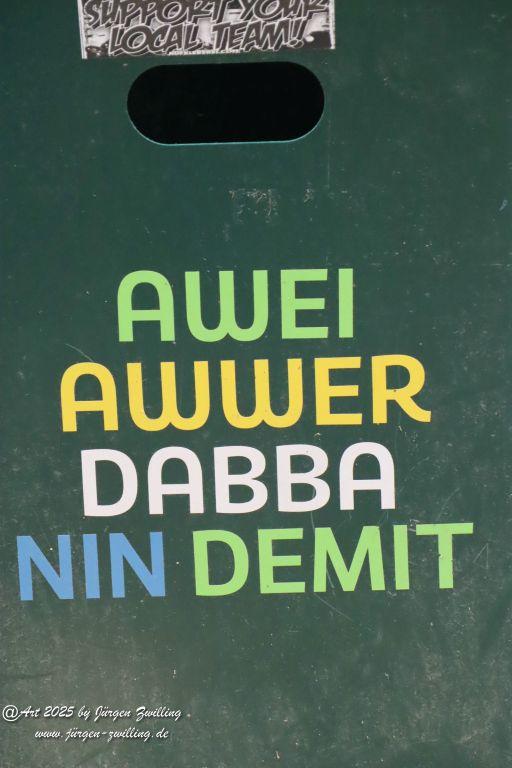 SUPPORT YOUR
LOCAL TEAM!!
AWEI
AWWER
DABBA
NIN DEMIT
@Art 2025 by Jürgen Zwilling
www.jürgen-zwilling.de